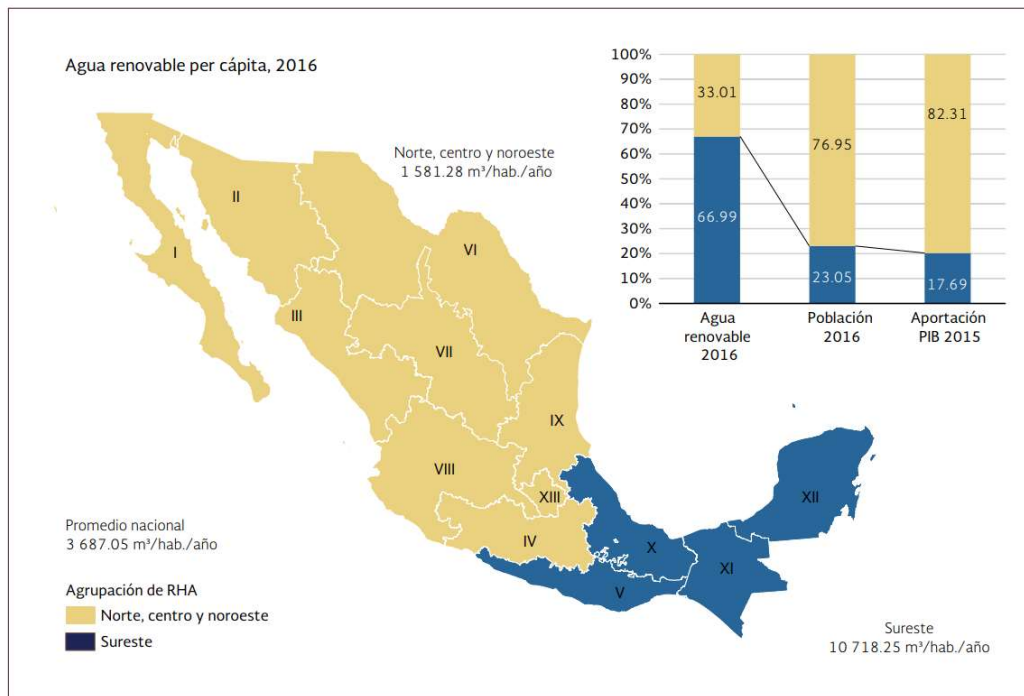 Agua renovable per cápita, 2016
Norte, centro y noroeste
1 581.28 m³/hab./año
I
II
III
VI
VII
IX
VIII
XIII
IV
X
V
XI
XII
Promedio nacional
3 687.05 m³/hab./año
Agrupación de RHA
Norte, centro y noroeste
Sureste
Sureste
10 718.25 m³/hab./año
100%
90%
80%
70%
60%
50%
40%
30%
20%
10%
0%
33.01
66.99
76.95
23.05
82.31
17.69
Agua
renovable
2016
Población
2016
Aportación
PIB 2015